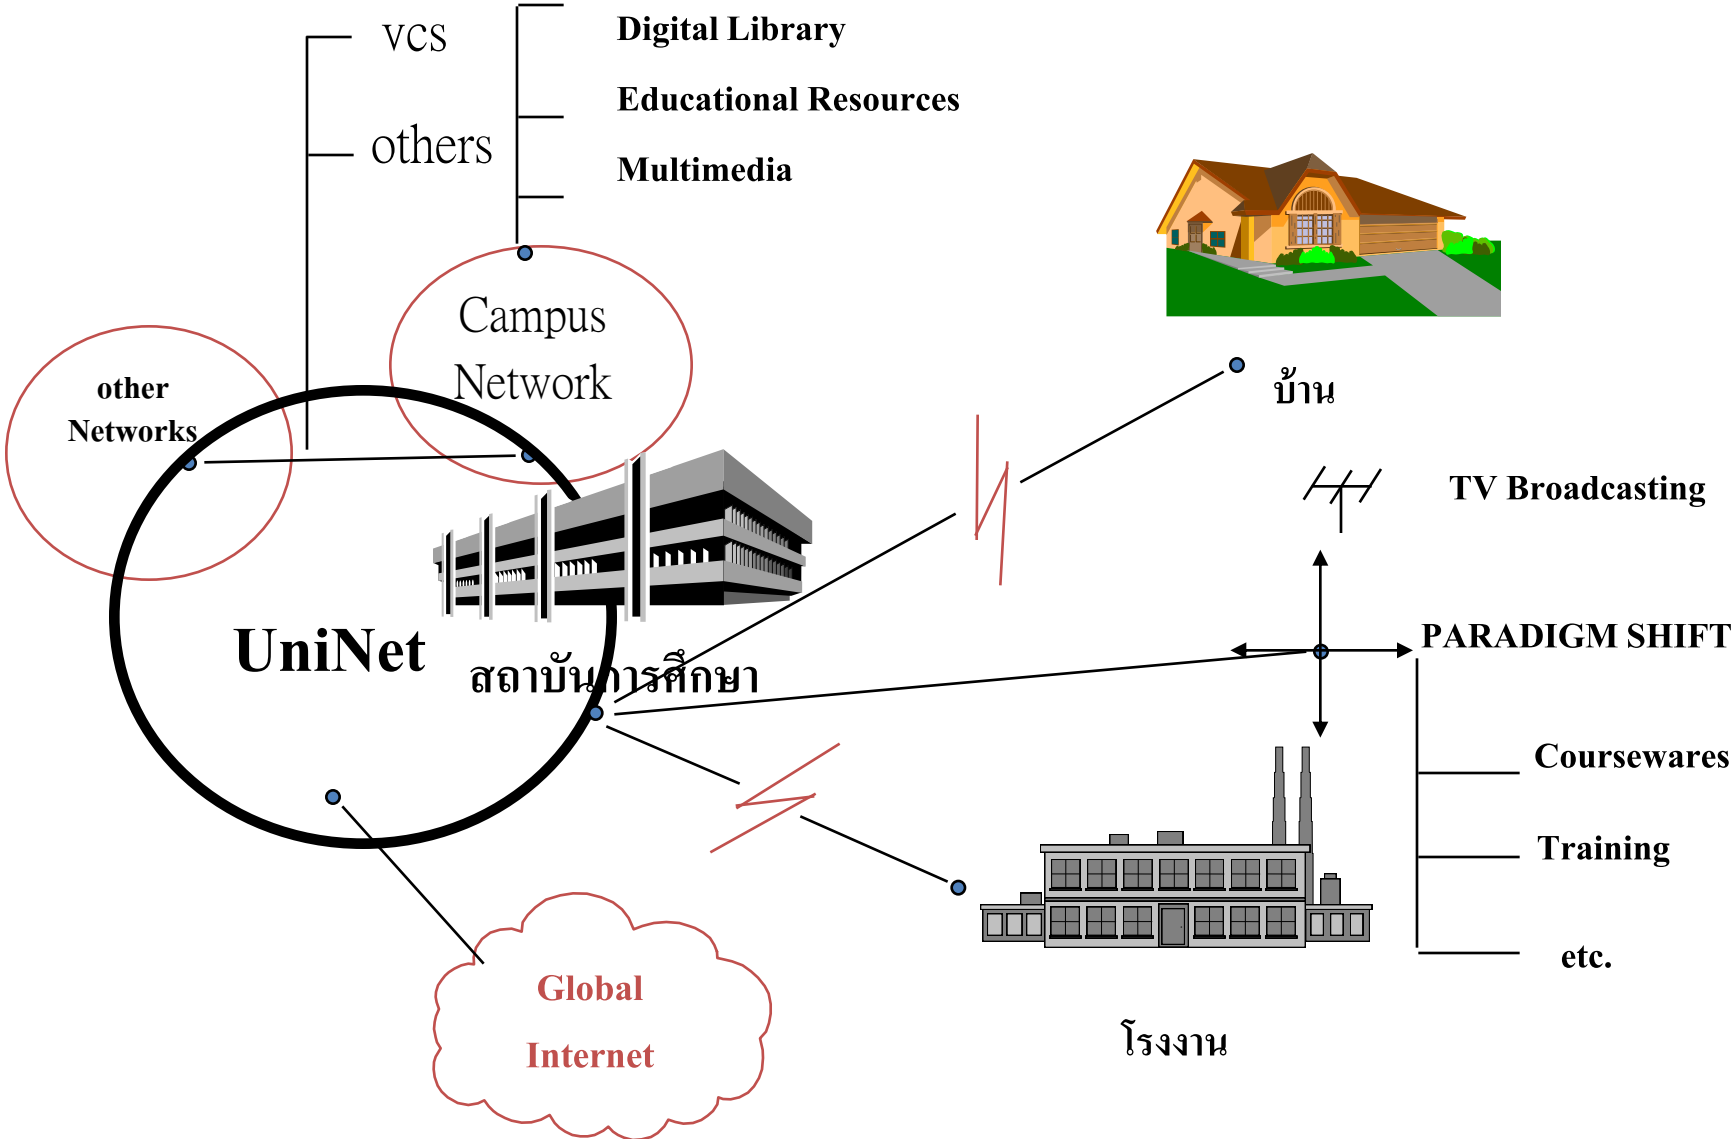 vcs
others
Digital Library
Educational Resources
Multimedia
Campus
Network
other
Networks
บ้าน
TV Broadcasting
UniNet
สถาบันการศึกษา
PARADIGM SHIFT
Coursewares
Training
etc.
Global
Internet
โรงงาน